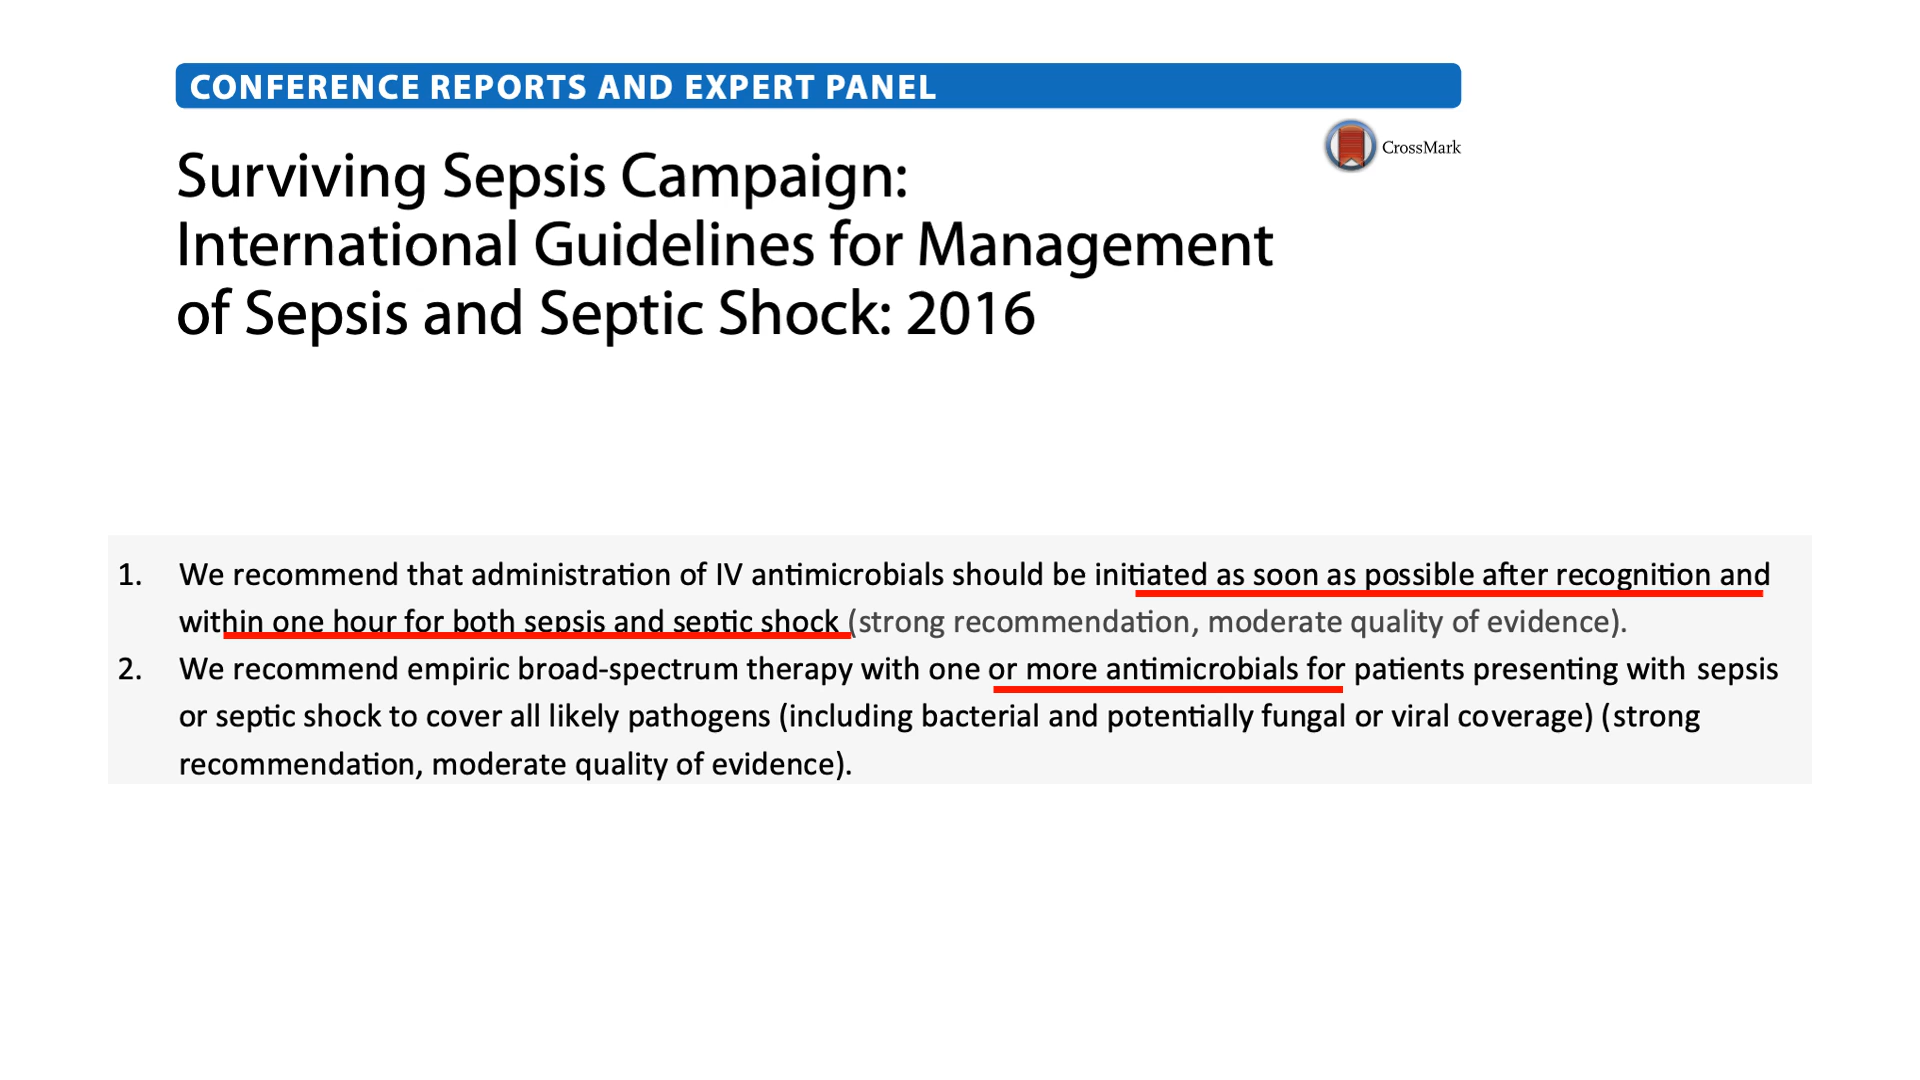 CONFERENCE REPORTS AND EXPERT PANEL
CrossMark
Surviving Sepsis Campaign:
International Guidelines for Management
of Sepsis and Septic Shock: 2016
1. We recommend that administration of IV antimicrobials should be initiated as soon as possible after recognition and
within one hour for both sepsis and septic shock (strong recommendation, moderate quality of evidence).
2. We recommend empiric broad-spectrum therapy with one or more antimicrobials for patients presenting with sepsis
or septic shock to cover all likely pathogens (including bacterial and potentially fungal or viral coverage) (strong
recommendation, moderate quality of evidence).